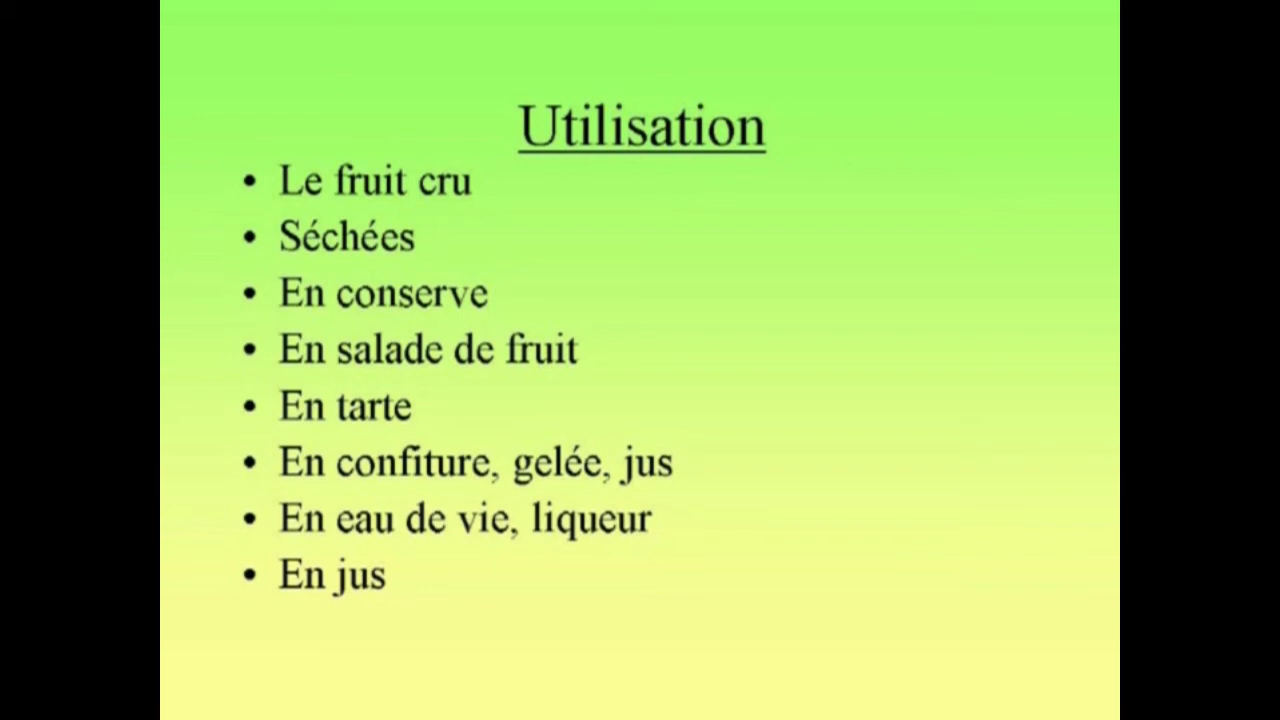 Utilisation
• Le fruit cru
• Séchées
• En conserve
• En salade de fruit
• En tarte
• En confiture, gelée, jus
• En eau de vie, liqueur
• En jus